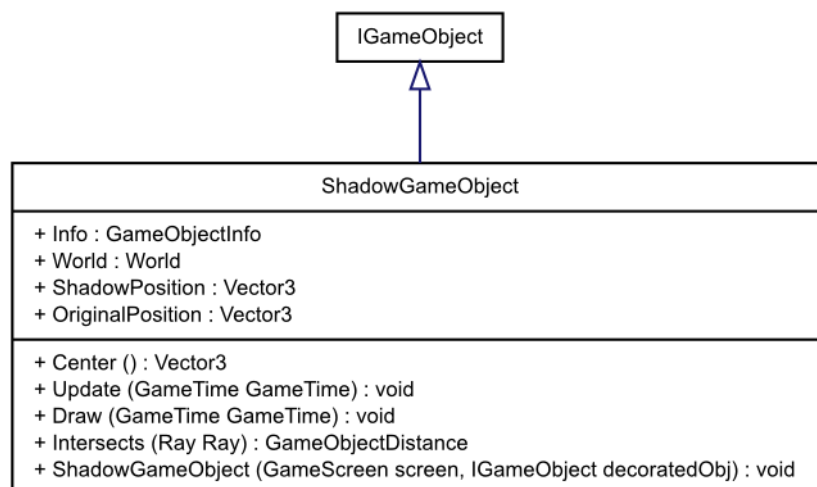 IGameObject
ShadowGameObject
+ Info : GameObjectInfo
+ World : World
+ ShadowPosition : Vector3
+ OriginalPosition : Vector3
+ Center () : Vector3
+ Update (GameTime GameTime) : void
+ Draw (GameTime GameTime) : void
+ Intersects (Ray Ray) : GameObjectDistance
+ ShadowGameObject (GameScreen screen, IGameObject decoratedObj) : void